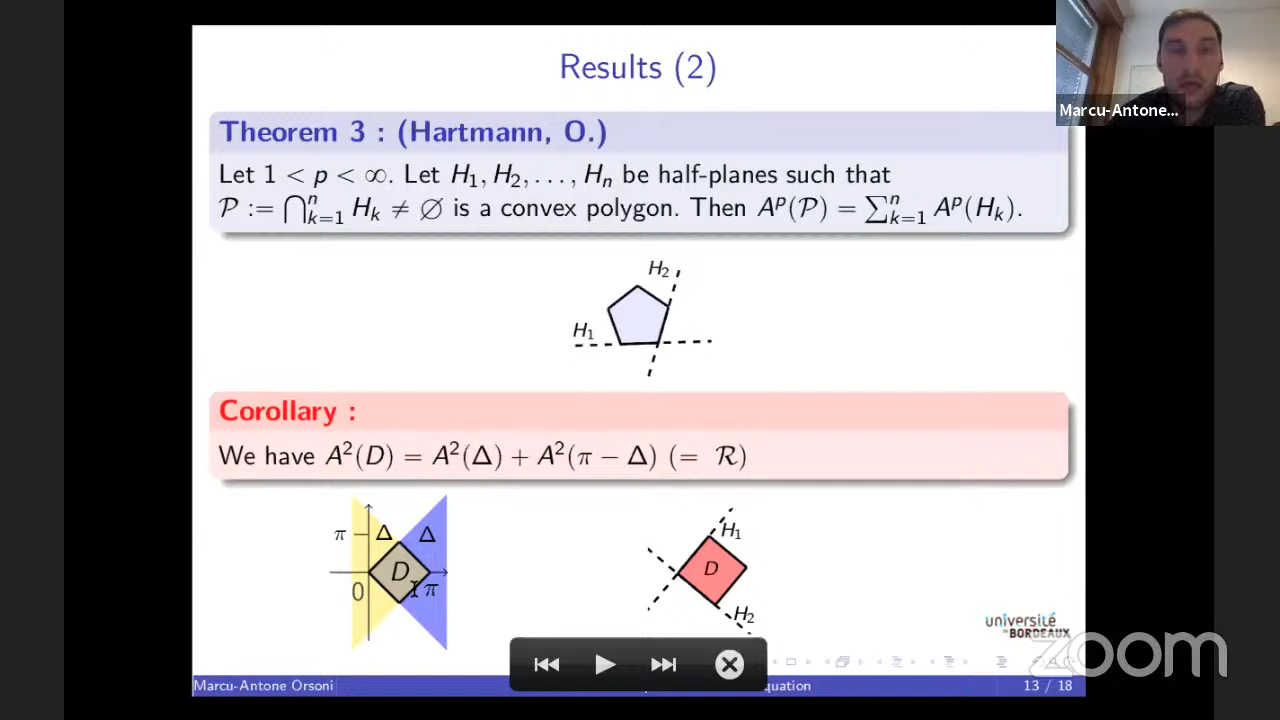 Results (2)
Marcu-Antone...
Theorem 3 : (Hartmann, O.)
Let 1 < p < ∞. Let H₁, H₂, . . . , Hₙ be half-planes such that
𝒫 := ⋂ⁿₖ₌₁ Hₖ ≠ ∅ is a convex polygon. Then Aᵖ(𝒫) = ∑ⁿₖ₌₁ Aᵖ(Hₖ).
H₂
H₁
Corollary :
We have A²(D) = A²(Δ) + A²(π − Δ) (= ℛ)
π − Δ Δ
D
0 π
H₁
D
H₂
université
de BORDEAUX
zoom
Marcu-Antone Orsoni
equation
13 / 18